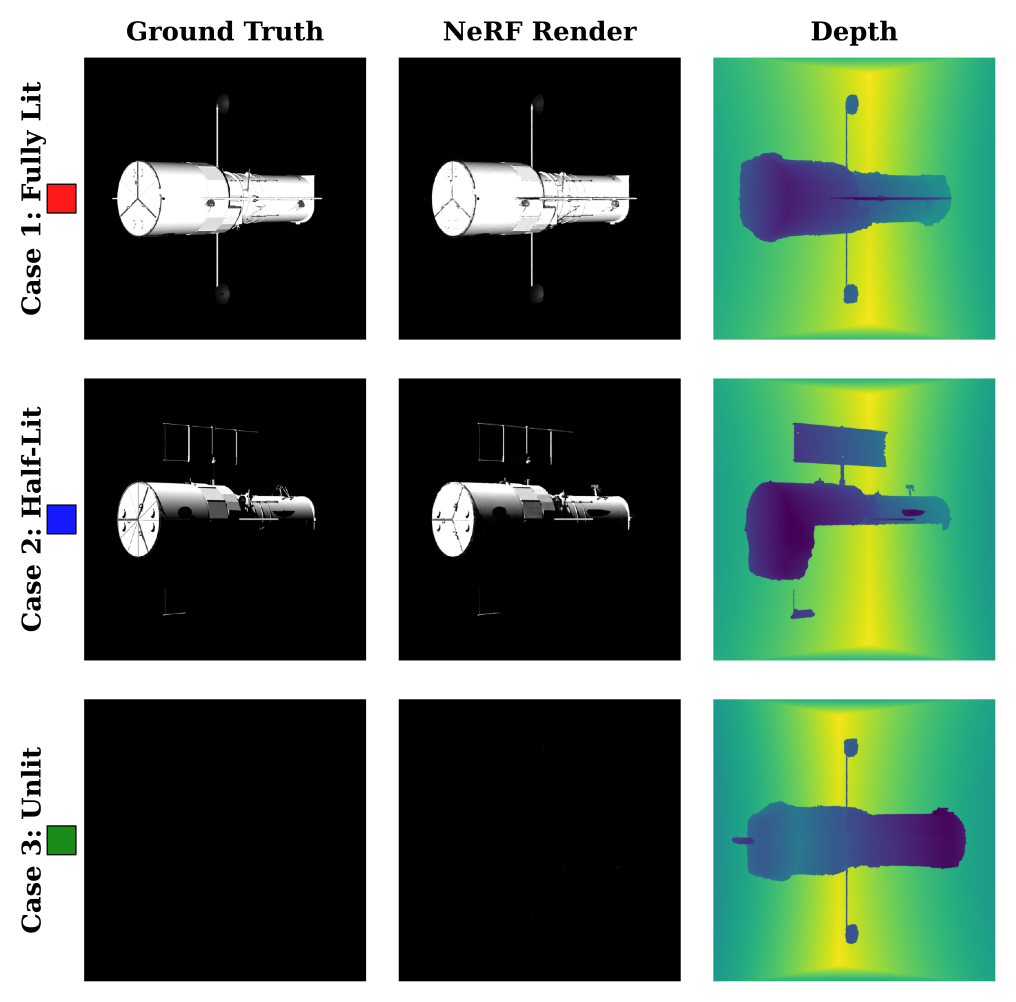 Ground Truth
NeRF Render
Depth
Case 1: Fully Lit
Case 2: Half-Lit
Case 3: Unlit